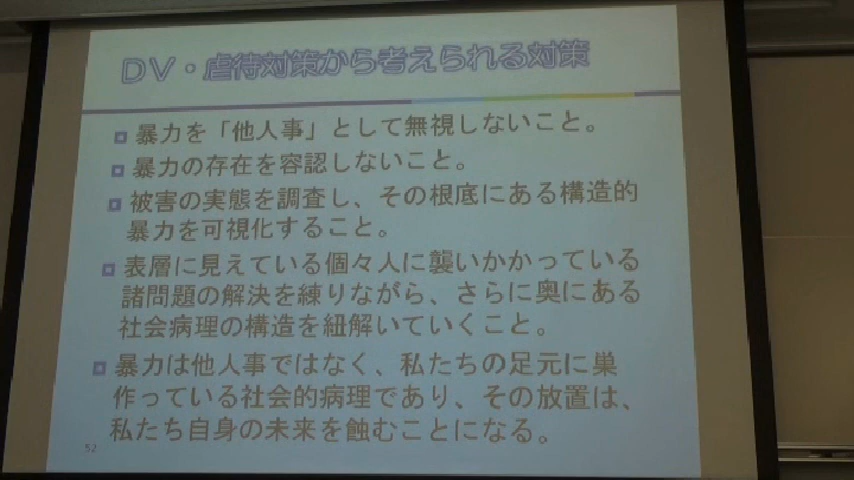 DV・虐待対策から考えられる対策
暴力を「他人事」として無視しないこと。
暴力の存在を容認しないこと。
被害の実態を調査し、その根底にある構造的
暴力を可視化すること。
表層に見えている個々人に襲いかかっている
諸問題の解決を練りながら、さらに奥にある
社会病理の構造を紐解いていくこと。
暴力は他人事ではなく、私たちの足元に巣
作っている社会的病理であり、その放置は、
私たち自身の未来を蝕むことになる。
52